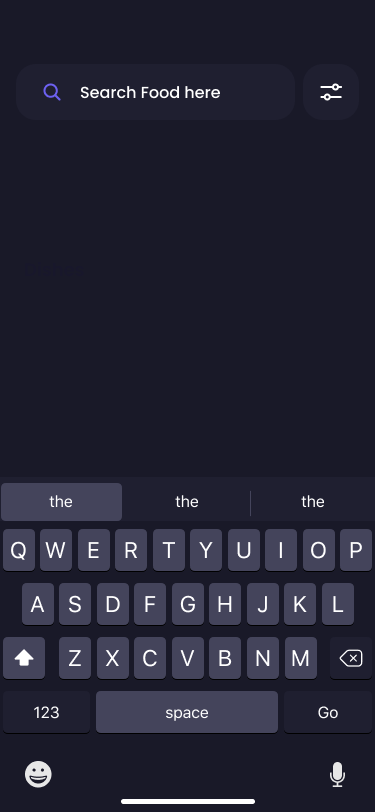 Search Food here
the the the
Q W E R T Y U I O P
A S D F G H J K L
Z X C V B N M
123 space Go